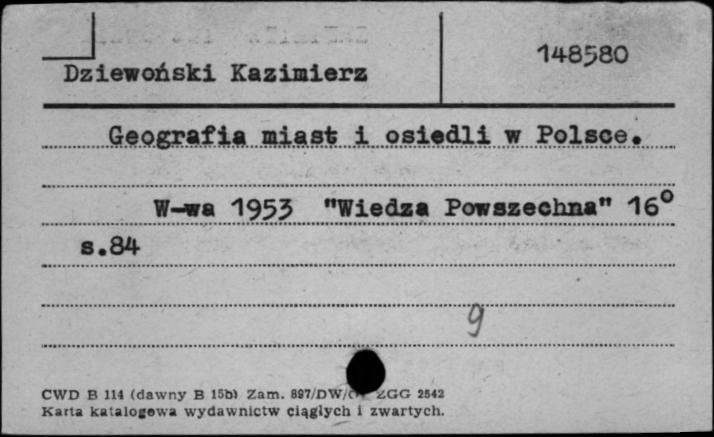 148580
Dziewoński Kazimierz
Geografia miast i osiedli w Polsce.
W-wa 1953 "Wiedza Powszechna" 16°
s.84
9
CWD B 114 (dawny B 15b) Zam. 897/DW/ ZGG 2542
Karta katalogowa wydawnictw ciągłych i zwartych.